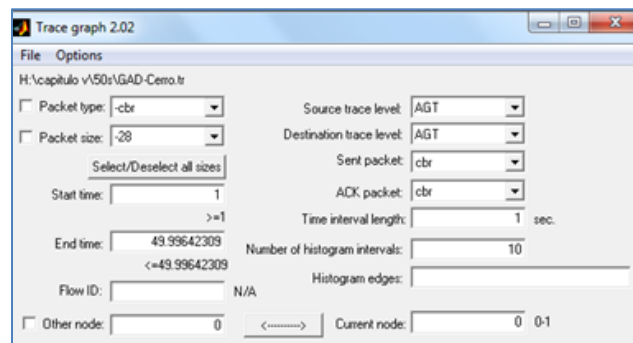 Trace graph 2.02
File Options
H:\capitulo v\50s\GAD-Cerro.tr
Packet type: -cbr Source trace level: AGT
Packet size: -28 Destination trace level: AGT
Select/Deselect all sizes Sent packet: cbr
Start time: 1 ACK packet: cbr
>=1 Time interval length: 1 sec.
End time: 49.99642309 Number of histogram intervals: 10
<=49.99642309 Histogram edges:
Flow ID: N/A
Other node: 0 <----------> Current node: 0 0-1